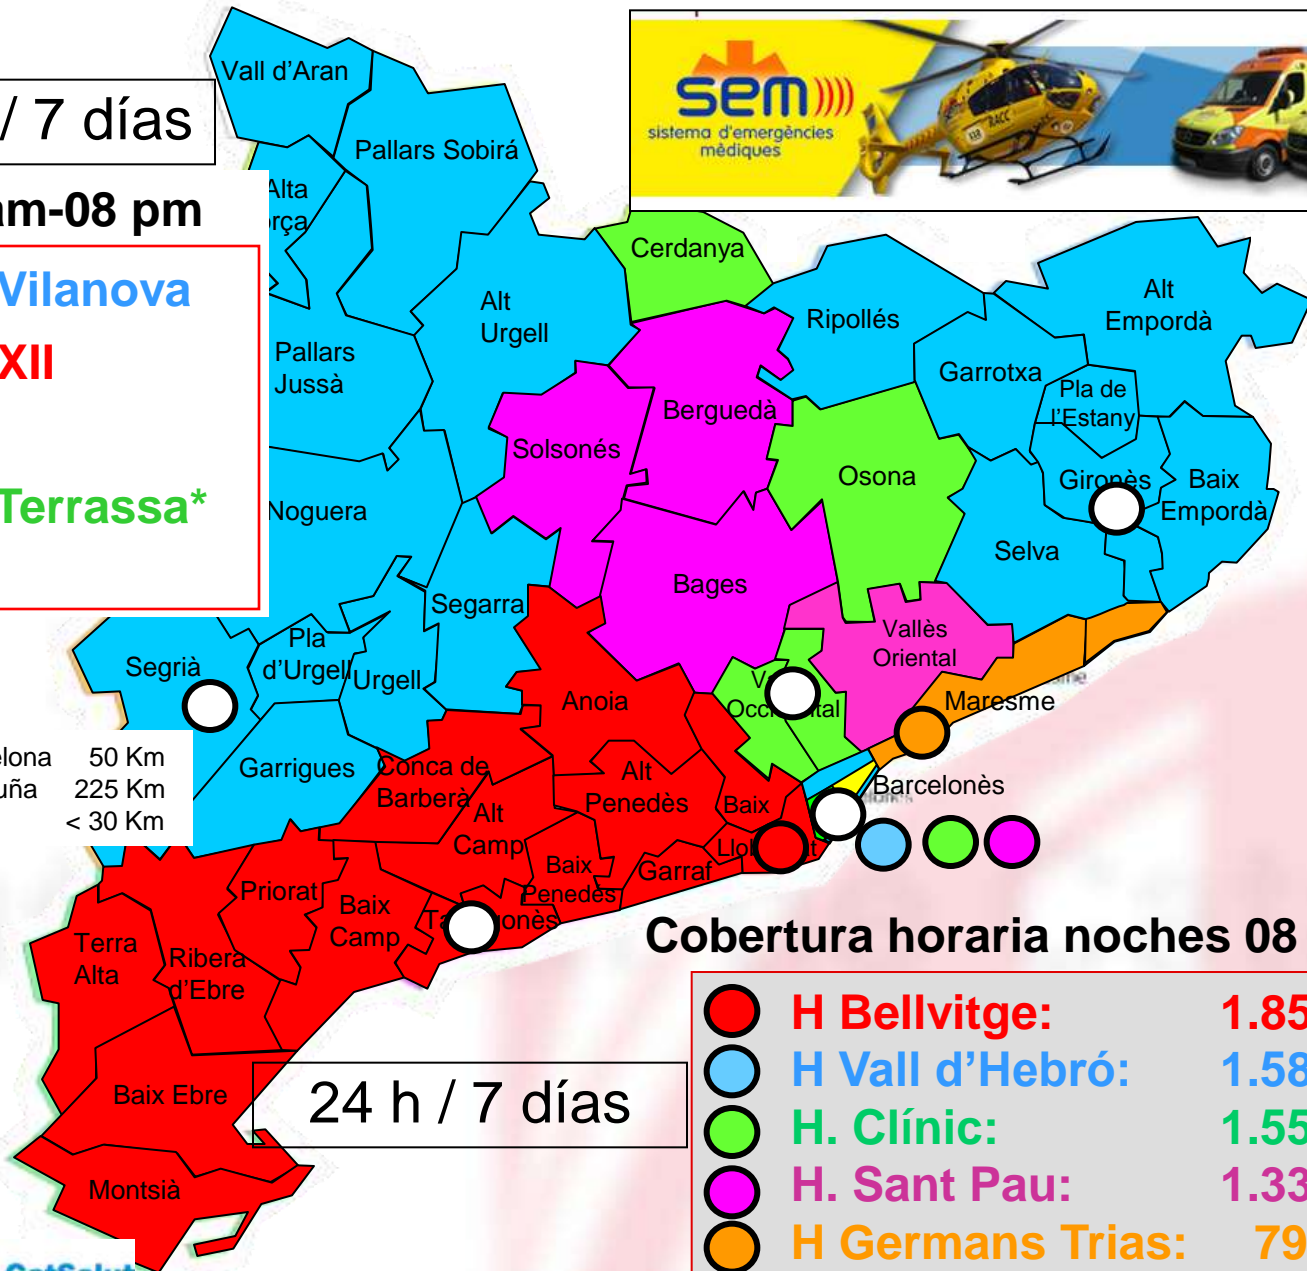 Vall d'Aran
/ 7 días
Pallars Sobirá
sem
sistema d'emergències
mèdiques
RACC
Alta
am-08 pm
Cerdanya
Vilanova
Alt
Urgell
Ripollés
Alt
Empordà
XII
Pallars
Jussà
Garrotxa
Pla de
l'Estany
Berguedà
Solsonés
Osona
Gironès
Baix
Empordà
Terrassa*
Noguera
Selva
Bages
Segarra
Vallès
Oriental
Segrià
Pla
d'Urgell
Urgell
Anoia
Maresme
50 Km
225 Km
< 30 Km
Garrigues
Conca de
Barberà
Alt
Penedès
Baix
Barcelonès
Alt
Camp
Baix
Penedès
Garraf
Priorat
Baix
Camp
Terra
Alta
Ribera
d'Ebre
Cobertura horaria noches 08
H Bellvitge: 1.85
H Vall d'Hebró: 1.58
H. Clínic: 1.55
H. Sant Pau: 1.33
H Germans Trias: 79
Baix Ebre
24 h / 7 días
Montsià
CatSalut